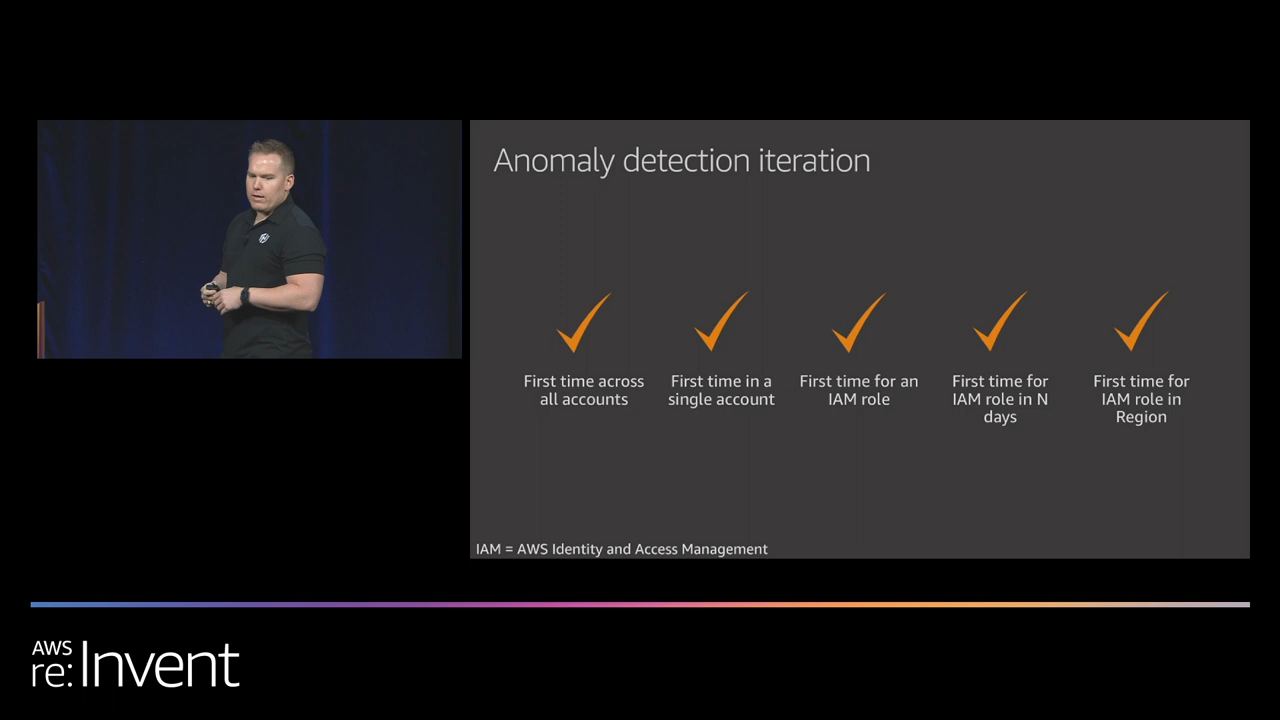 Anomaly detection iteration
First time across
all accounts
First time in a
single account
First time for an
IAM role
First time for
IAM role in N
days
First time for
IAM role in
Region
IAM = AWS Identity and Access Management
AWS
re:Invent